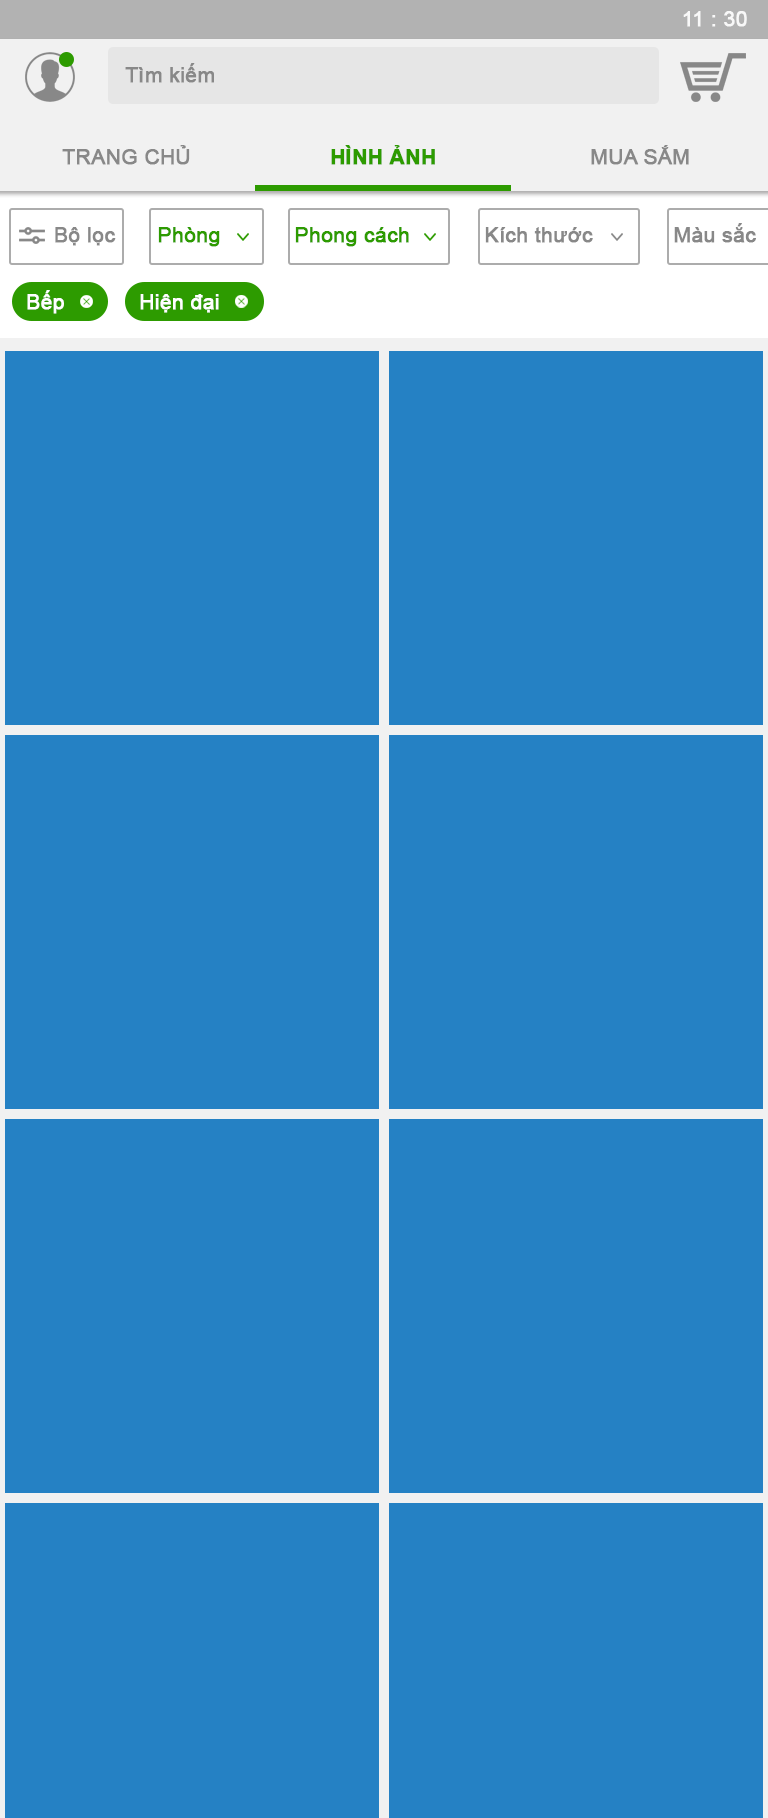 11 : 30
Tìm kiếm
TRANG CHỦ HÌNH ẢNH MUA SẮM
Bộ lọc Phòng Phong cách Kích thước Màu sắc
Bếp Hiện đại